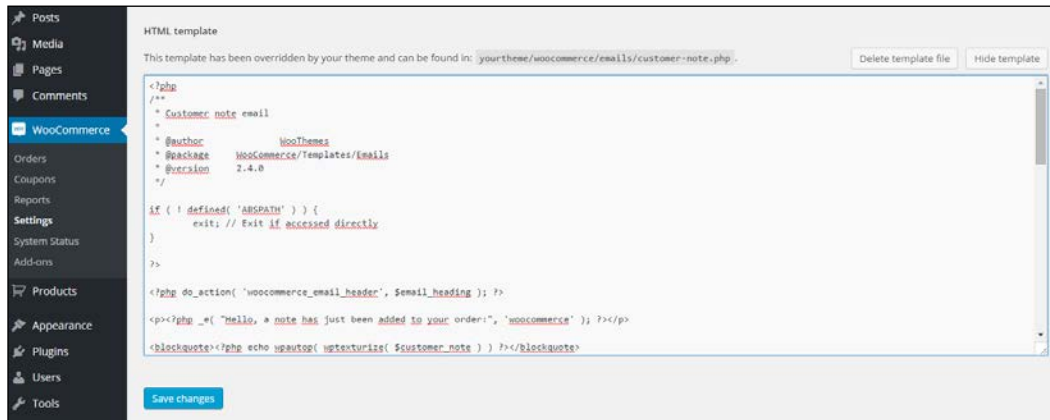 Posts
Media
Pages
Comments
WooCommerce
Orders
Coupons
Reports
Settings
System Status
Add-ons
Products
Appearance
Plugins
Users
Tools
HTML template
This template has been overridden by your theme and can be found in: yourtheme/woocommerce/emails/customer-note.php .
Delete template file
Hide template
<?php
/**
* Customer note email
*
* @author WooThemes
* @package WooCommerce/Templates/Emails
* @version 2.4.0
*/
if ( ! defined( 'ABSPATH' ) ) {
exit; // Exit if accessed directly
}
?>
<?php do_action( 'woocommerce_email_header', $email_heading ); ?>
<p><?php _e( "Hello, a note has just been added to your order:", 'woocommerce' ); ?></p>
<blockquote><?php echo wpautop( wptexturize( $customer_note ) ) ?></blockquote>
Save changes